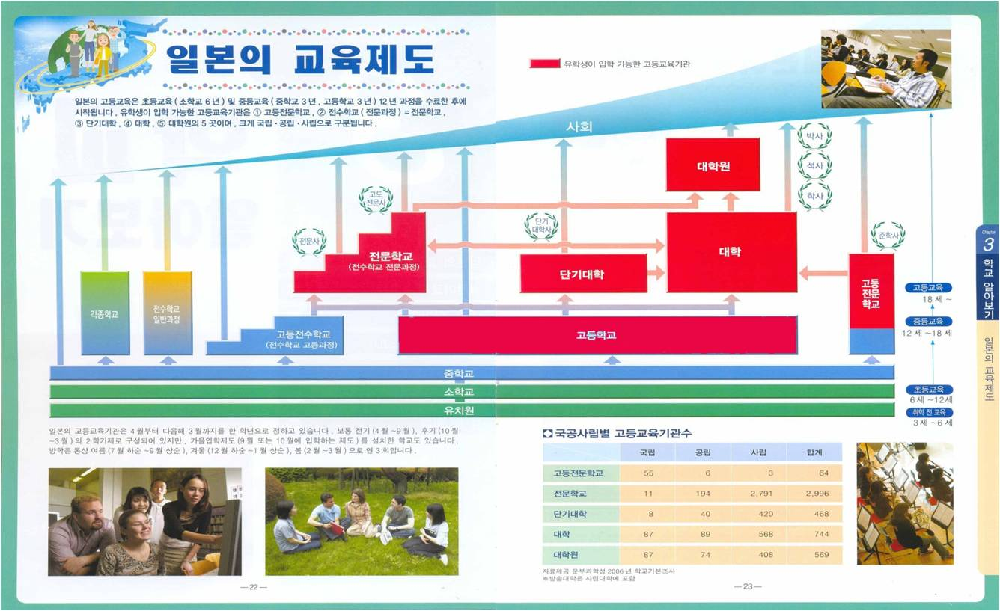 일본의 교육제도
일본의 고등교육은 초등교육 ( 소학교 6 년 ) 및 중등교육 ( 중학교 3 년 , 고등학교 3 년 ) 12 년 과정을 수료한 후에
시작됩니다 . 유학생이 입학 가능한 고등교육기관은 ① 고등전문학교 , ② 전수학교 ( 전문과정 ) = 전문학교 ,
③ 단기대학 , ④ 대학 , ⑤ 대학원의 5 곳이며 , 크게 국립 · 공립 · 사립으로 구분됩니다 .
유학생이 입학 가능한 고등교육기관
사회
박사
석사
학사
대학원
고도
전문사
전문사
단기
대학사
준학사
전문학교
(전수학교 전문과정)
단기대학
대학
고등
전문
학교
각종학교
전수학교
일반과정
고등전수학교
(전수학교 고등과정)
고등학교
중학교
소학교
유치원
고등교육
18 세 ~
중등교육
12 세 ~18 세
초등교육
6 세 ~12세
취학 전 교육
3 세 ~6 세
Chapter
3
학교 알아보기
일본의 교육제도
일본의 고등교육기관은 4 월부터 다음해 3 월까지를 한 학년으로 정하고 있습니다 . 보통 전기 (4 월 ~9 월) , 후기 (10 월
~3 월 ) 의 2 학기제로 구성되어 있지만 , 가을입학제도 (9 월 또는 10 월에 입학하는 제도 ) 를 설치한 학교도 있습니다 .
방학은 통상 여름 (7 월 하순 ~9 월 상순 ) , 겨울 (12 월 하순 ~1 월 상순 ) , 봄 (2 월 ~3 월 ) 으로 연 3 회입니다 .
국공사립별 고등교육기관수
국립 공립 사립 합계
고등전문학교 55 6 3 64
전문학교 11 194 2,791 2,996
단기대학 8 40 420 468
대학 87 89 568 744
대학원 87 74 408 569
자료제공 문부과학성 2006 년 학교기본조사
※방송대학은 사립대학에 포함
— 22 —
— 23 —